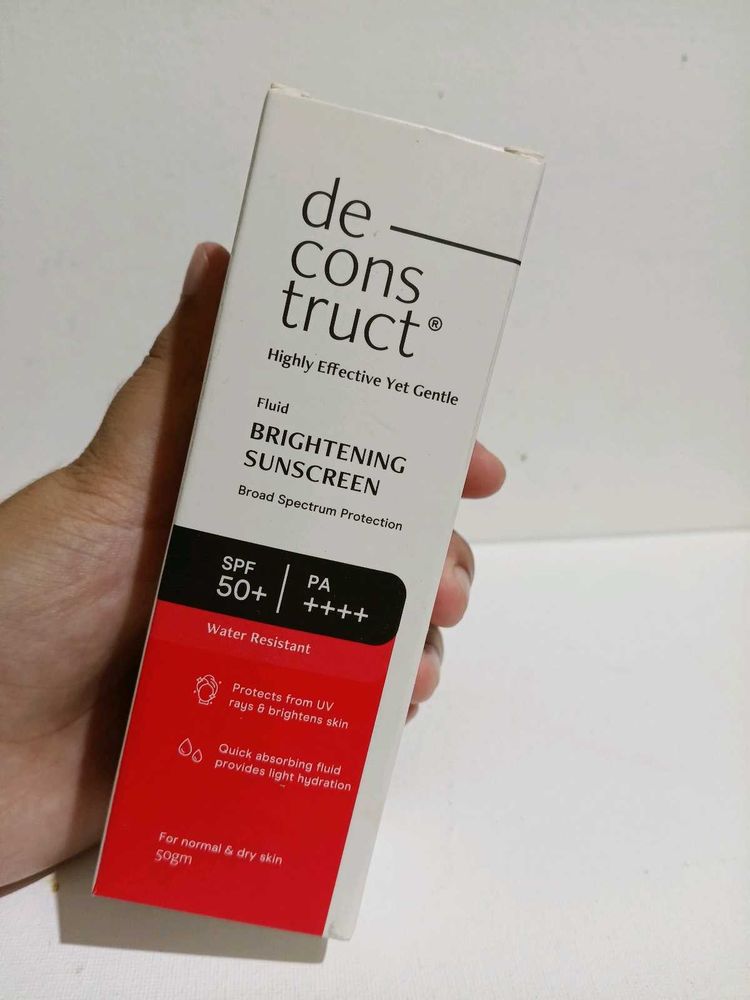 de
cons
truct®
Highly Effective Yet Gentle
Fluid
BRIGHTENING
SUNSCREEN
Broad Spectrum Protection
SPF
50+
PA
++++
Water Resistant
Protects from UV
rays & brightens skin
Quick absorbing fluid
provides light hydration
For normal & dry skin
50gm